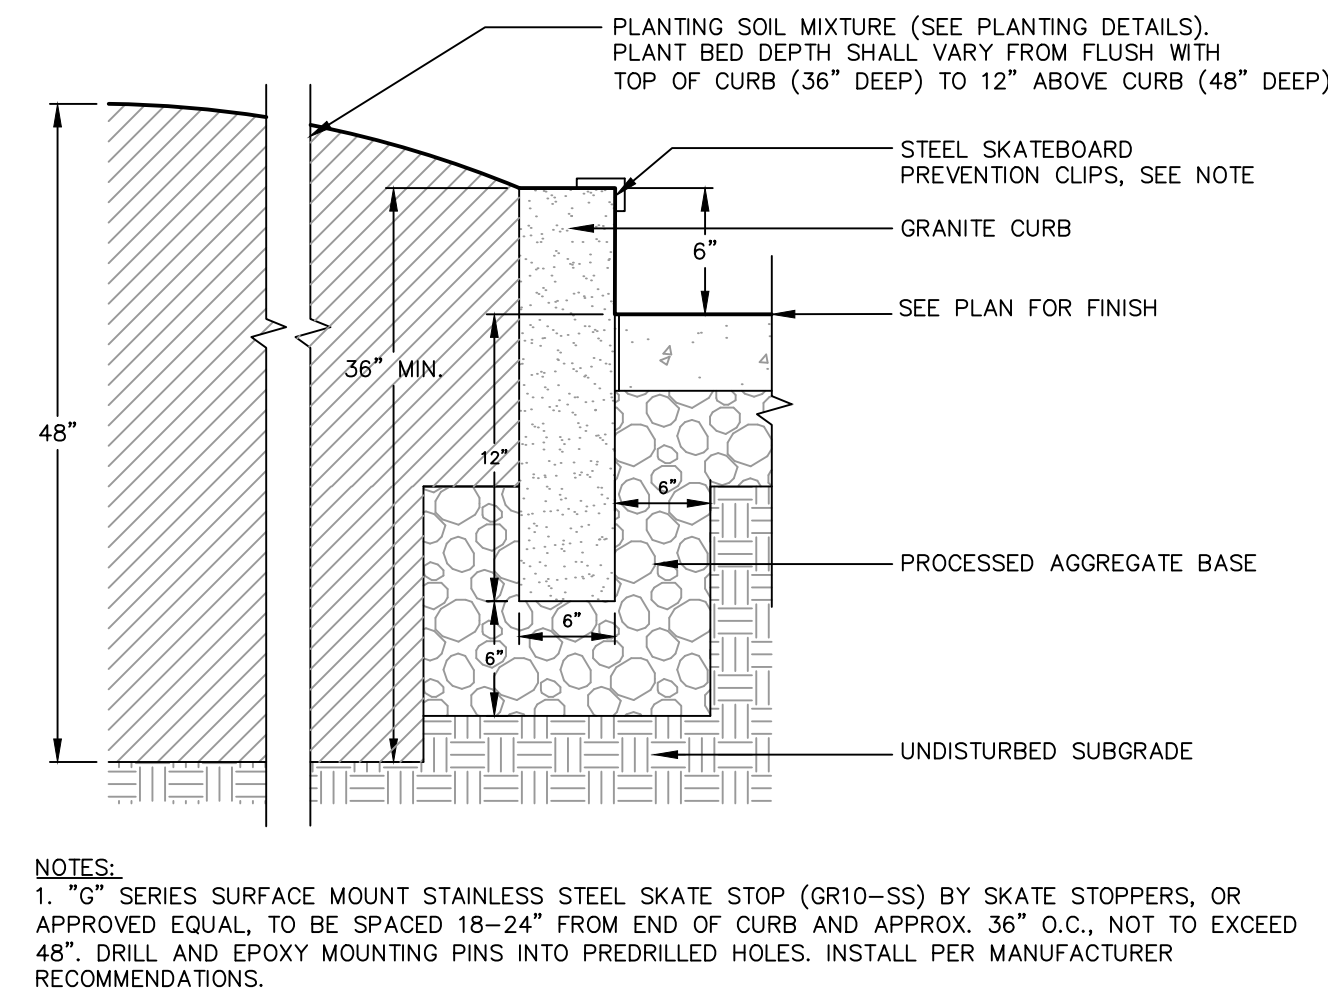 PLANTING SOIL MIXTURE (SEE PLANTING DETAILS).
PLANT BED DEPTH SHALL VARY FROM FLUSH WITH
TOP OF CURB (36" DEEP) TO 12" ABOVE CURB (48" DEEP)
STEEL SKATEBOARD
PREVENTION CLIPS, SEE NOTE
GRANITE CURB
6"
SEE PLAN FOR FINISH
36" MIN.
48"
12"
6"
PROCESSED AGGREGATE BASE
6"
6"
UNDISTURBED SUBGRADE
NOTES:
1. "G" SERIES SURFACE MOUNT STAINLESS STEEL SKATE STOP (GR10-SS) BY SKATE STOPPERS, OR
APPROVED EQUAL, TO BE SPACED 18-24" FROM END OF CURB AND APPROX. 36" O.C., NOT TO EXCEED
48". DRILL AND EPOXY MOUNTING PINS INTO PREDRILLED HOLES. INSTALL PER MANUFACTURER
RECOMMENDATIONS.